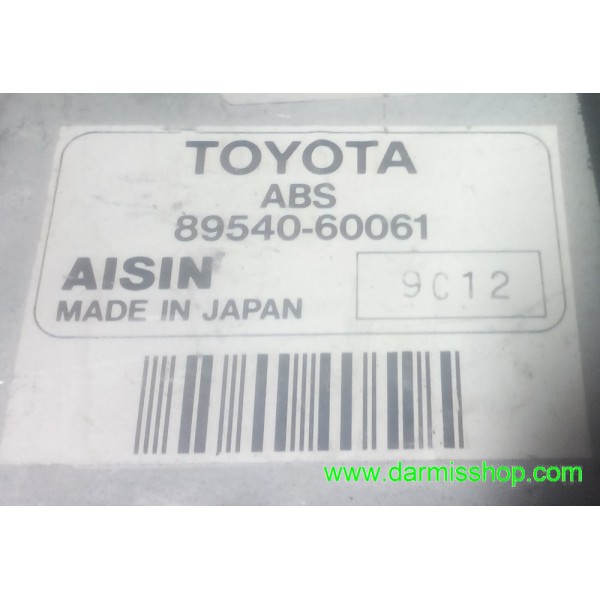 TOYOTA
ABS
89540-60061
AISIN
9C12
MADE IN JAPAN
www.darmisshop.com